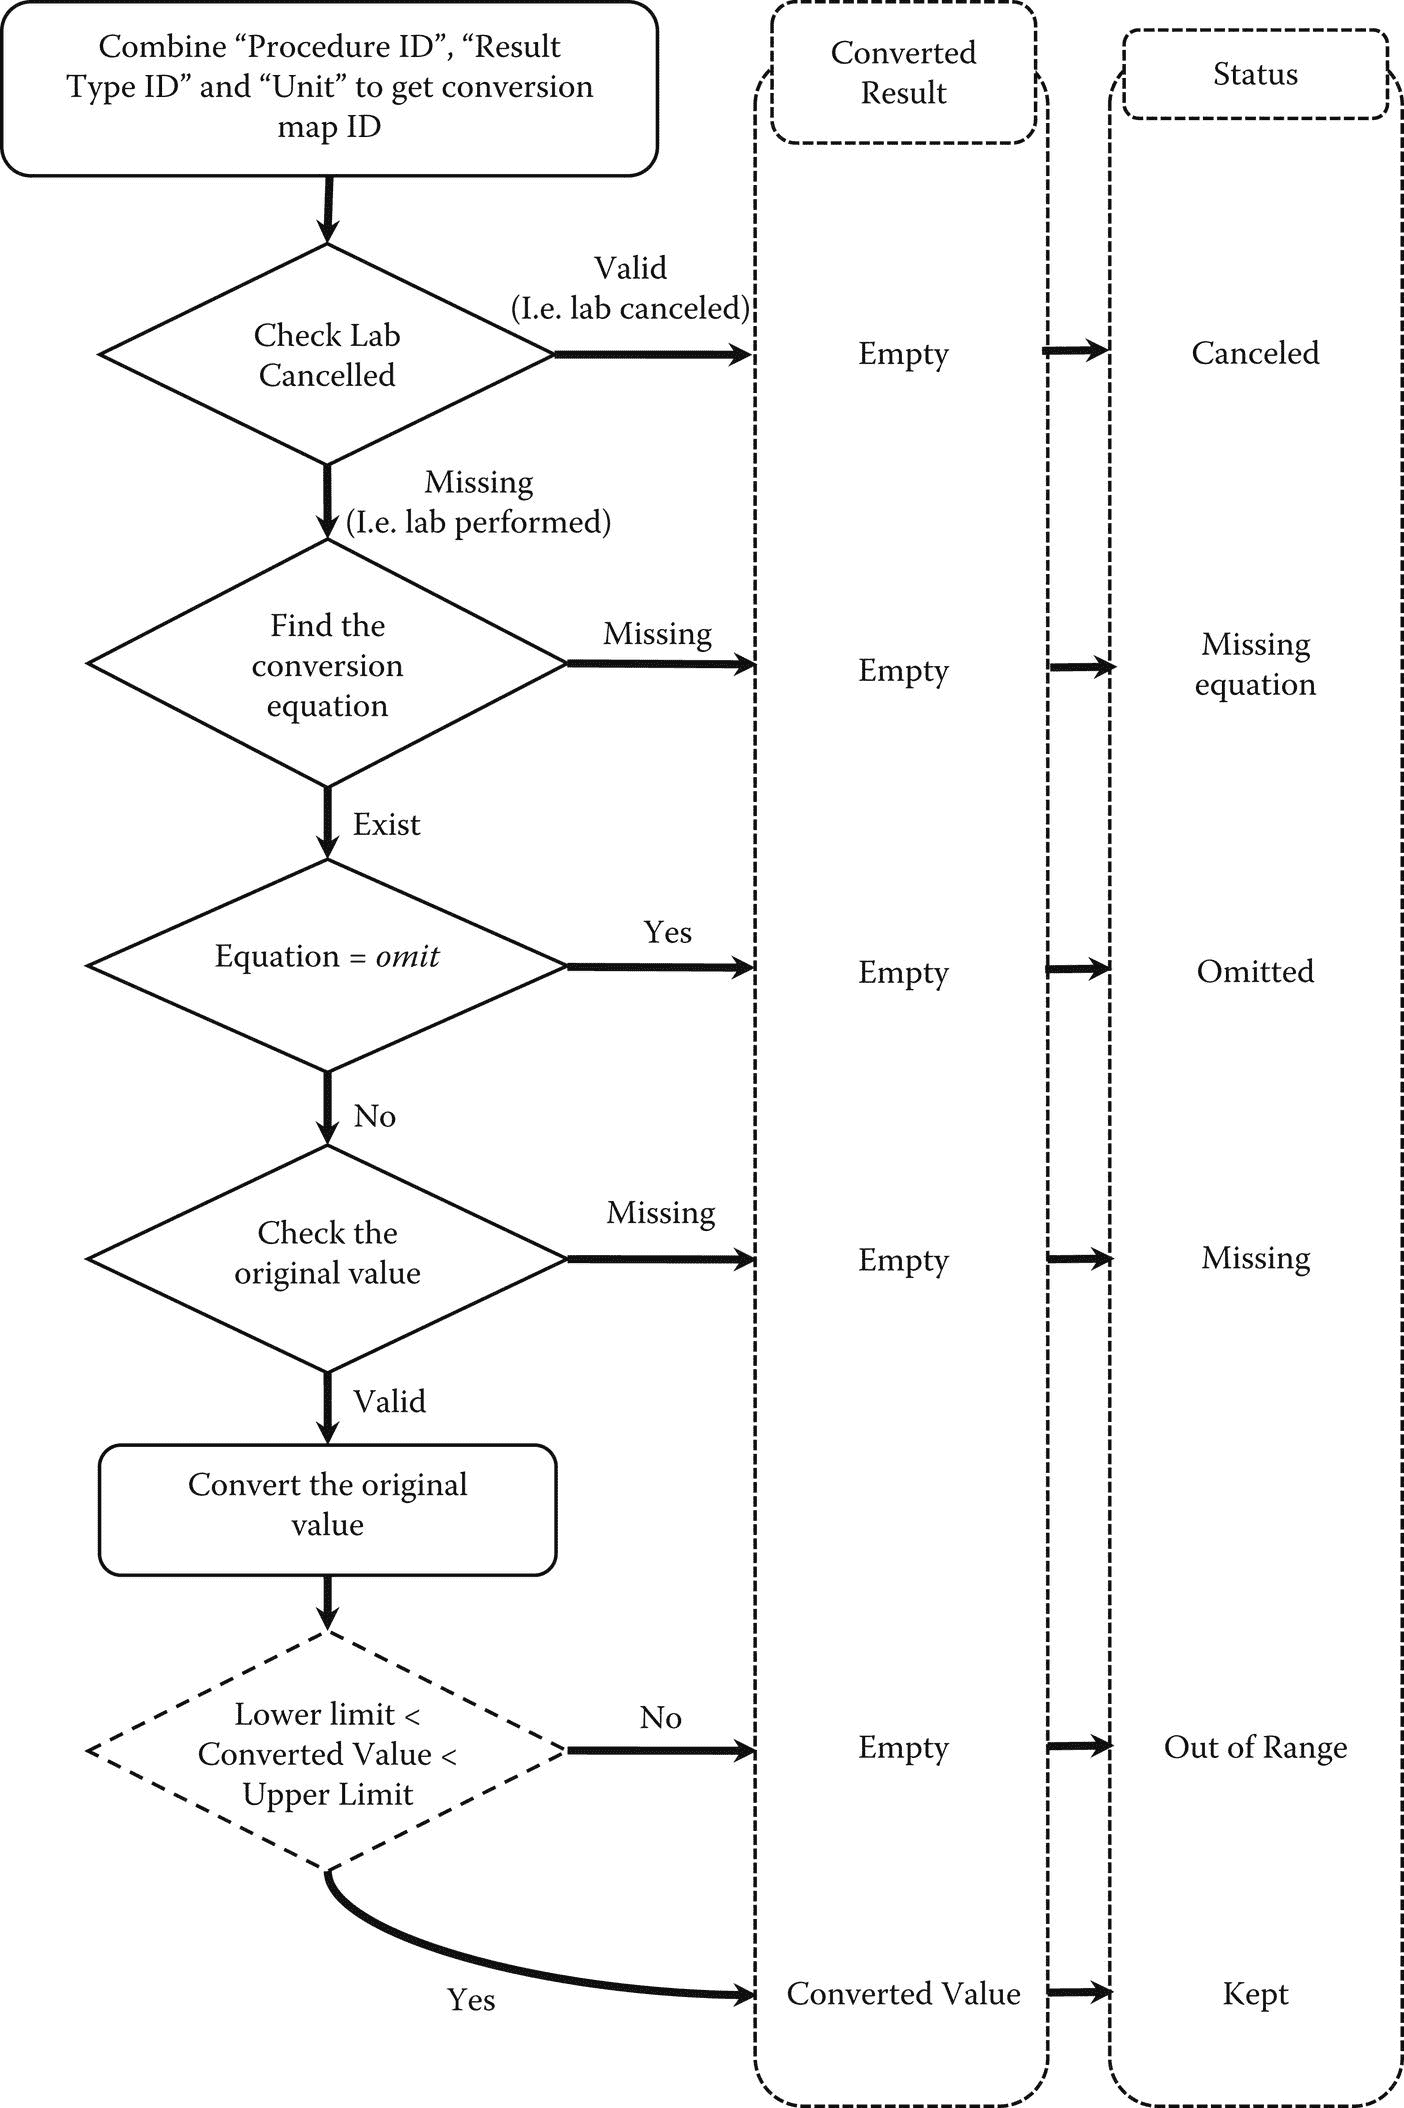 Combine “Procedure ID”, “Result
Type ID” and “Unit” to get conversion
map ID
Converted
Result
Status
Valid
(I.e. lab canceled)
Check Lab
Cancelled
Empty
Canceled
Missing
(I.e. lab performed)
Find the
conversion
equation
Missing
Empty
Missing
equation
Exist
Equation = omit
Yes
Empty
Omitted
No
Check the
original value
Missing
Empty
Missing
Valid
Convert the original
value
Lower limit <
Converted Value <
Upper Limit
No
Empty
Out of Range
Yes
Converted Value
Kept